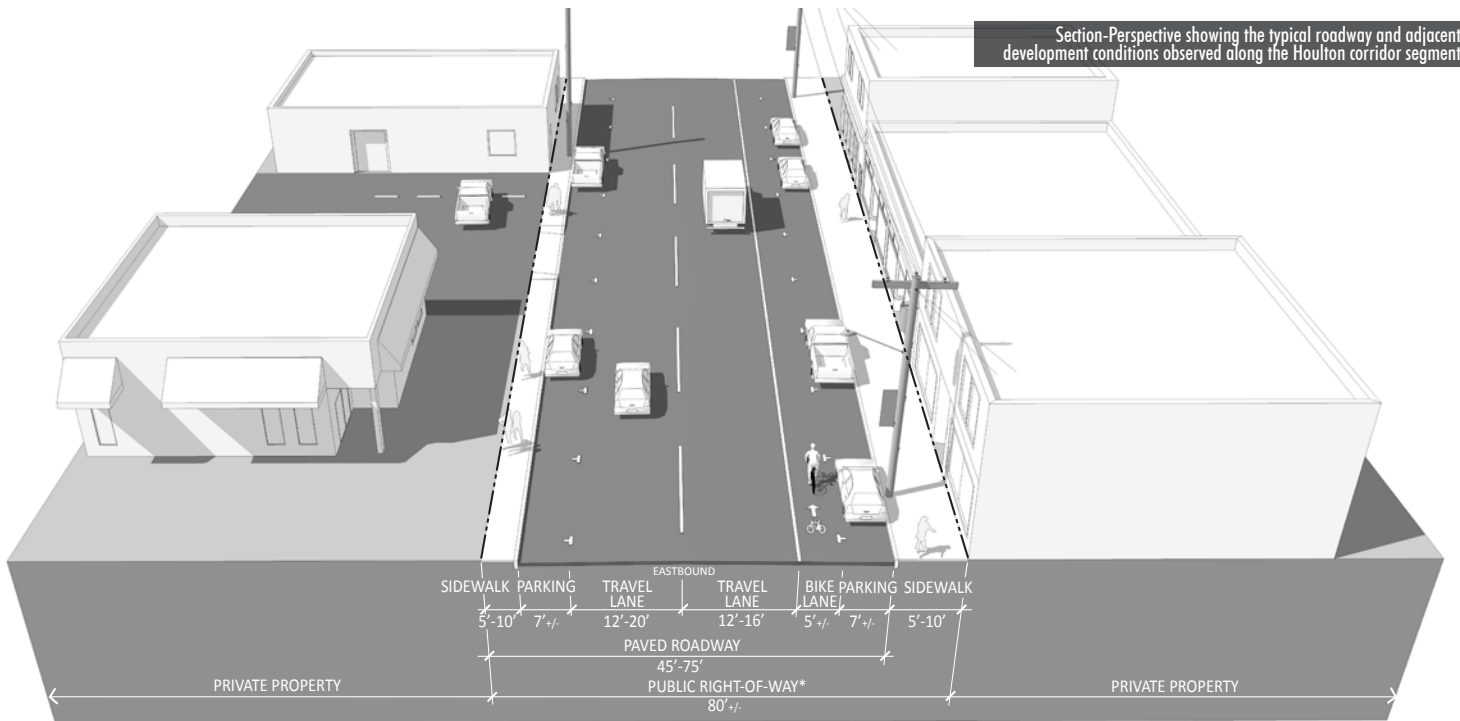 Section-Perspective showing the typical roadway and adjacent
development conditions observed along the Houlton corridor segment
EASTBOUND
SIDEWALK PARKING TRAVEL LANE TRAVEL LANE BIKE LANE PARKING SIDEWALK
5'-10' 7'+/- 12'-20' 12'-16' 5'+/- 7'+/- 5'-10'
PAVED ROADWAY
45'-75'
PRIVATE PROPERTY PUBLIC RIGHT-OF-WAY* PRIVATE PROPERTY
80'+/-